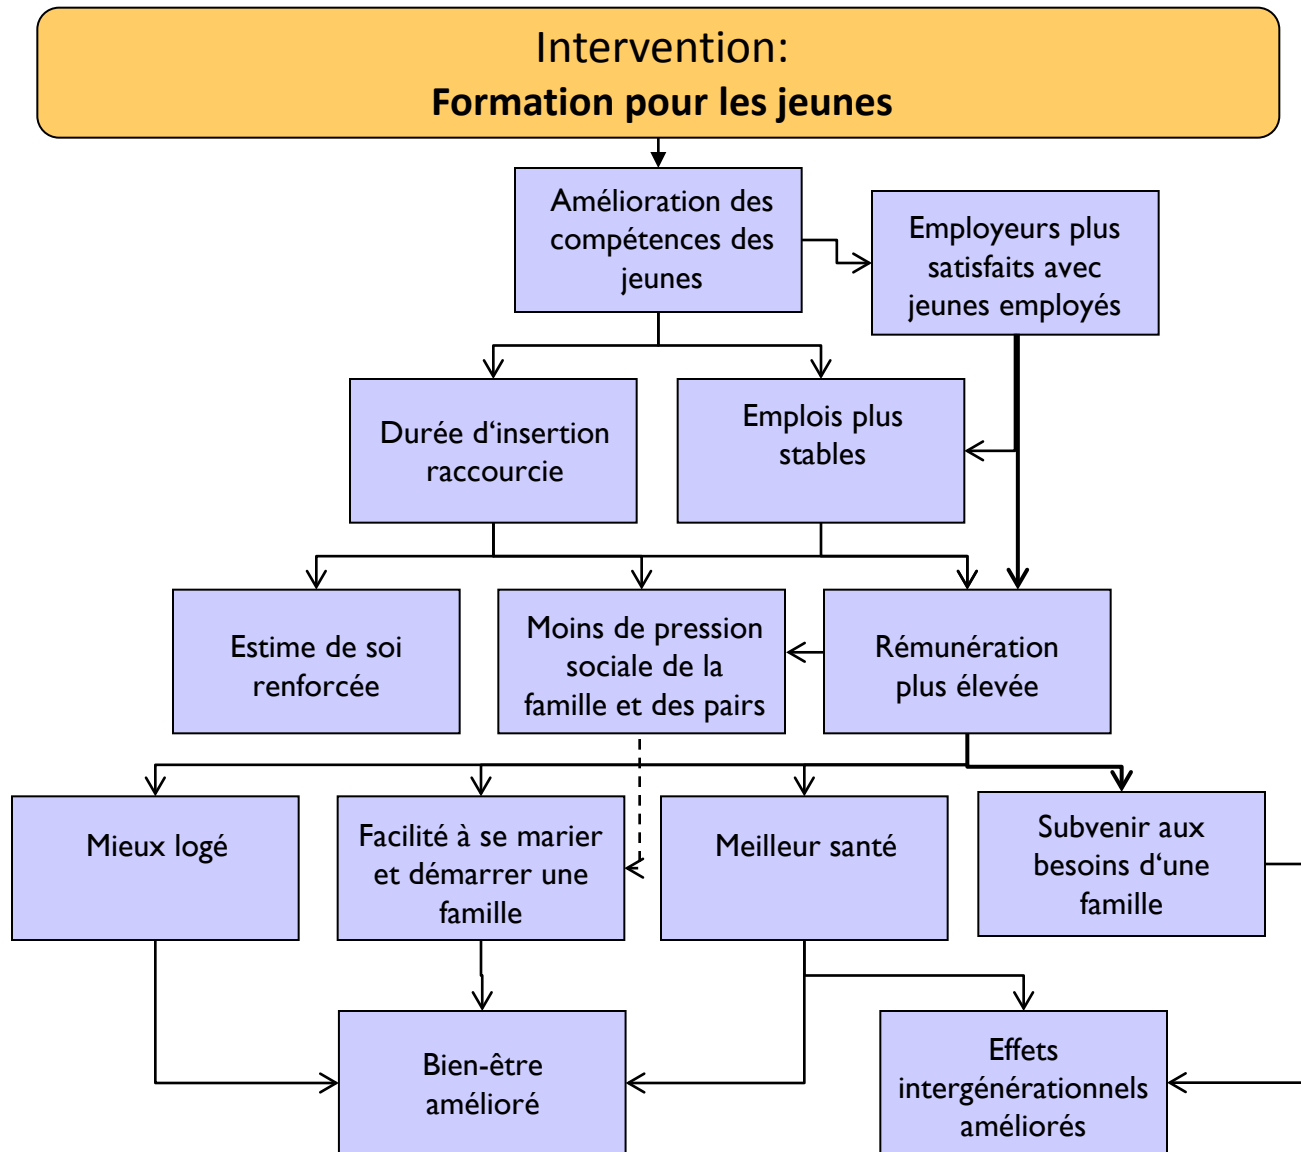 Intervention:
Formation pour les jeunes
Amélioration des
compétences des
jeunes
Employeurs plus
satisfaits avec
jeunes employés
Durée d‘insertion
raccourcie
Emplois plus
stables
Estime de soi
renforcée
Moins de pression
sociale de la
famille et des pairs
Rémunération
plus élevée
Mieux logé
Facilité à se marier
et démarrer une
famille
Meilleur santé
Subvenir aux
besoins d‘une
famille
Bien-être
amélioré
Effets
intergénérationnels
améliorés